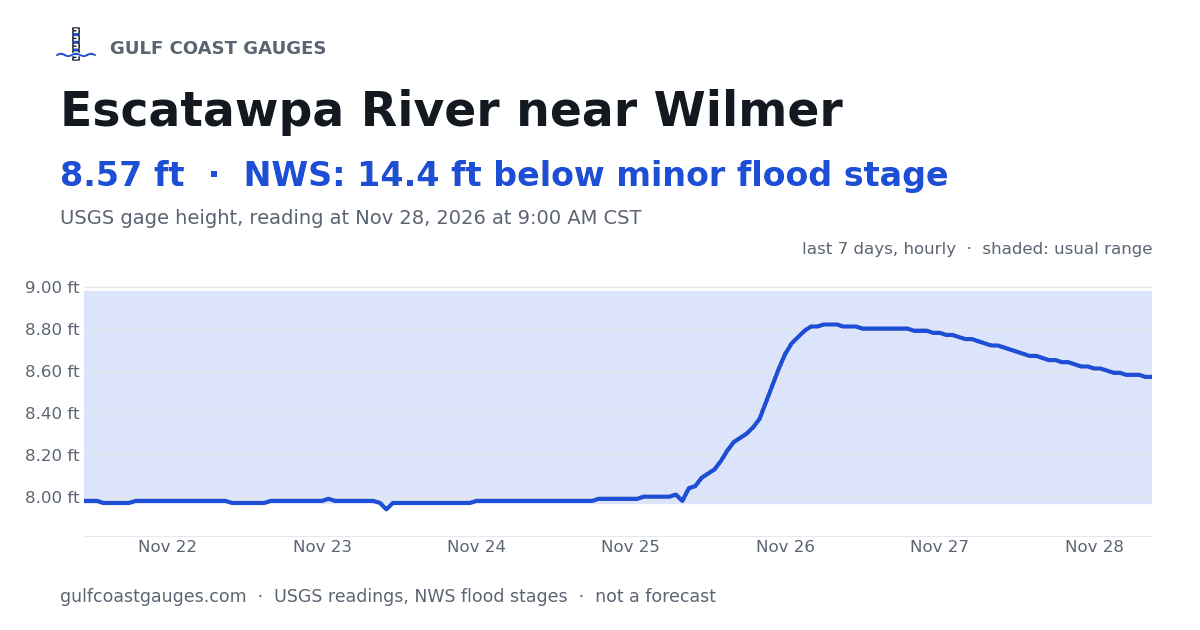 GULF COAST GAUGES
Escatawpa River near Wilmer
8.57 ft · NWS: 14.4 ft below minor flood stage
USGS gage height, reading at Nov 28, 2026 at 9:00 AM CST
last 7 days, hourly · shaded: usual range
9.00 ft
8.80 ft
8.60 ft
8.40 ft
8.20 ft
8.00 ft
Nov 22 Nov 23 Nov 24 Nov 25 Nov 26 Nov 27 Nov 28
gulfcoastgauges.com · USGS readings, NWS flood stages · not a forecast